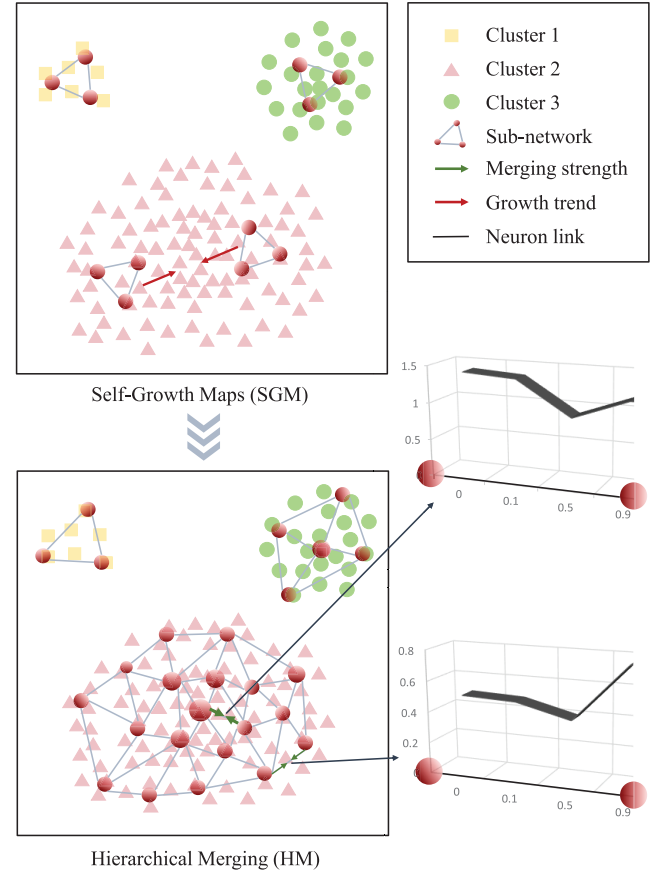 Cluster 1
Cluster 2
Cluster 3
Sub-network
Merging strength
Growth trend
Neuron link
Self-Growth Maps (SGM)
1.5
1
0.5
0
0.1
0.5
0.9
Hierarchical Merging (HM)
0.8
0.6
0.4
0.2
0
0.1
0.5
0.9